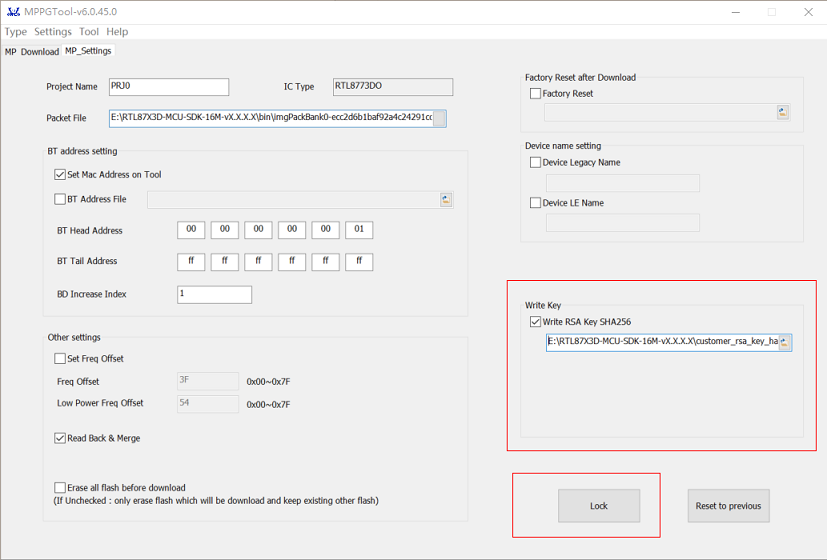 MPPGTool-v6.0.45.0
Type Settings Tool Help
MP Download MP_Settings
Project Name PRJ0 IC Type RTL8773DO
Packet File E:\RTL87X3D-MCU-SDK-16M-vX.X.X.X\bin\imgPackBank0-ecc2d6b1baf92a4c24291cc
BT address setting
Set Mac Address on Tool
BT Address File
BT Head Address 00 00 00 00 00 01
BT Tail Address ff ff ff ff ff ff
BD Increase Index 1
Other settings
Set Freq Offset
Freq Offset 3F 0x00~0x7F
Low Power Freq Offset 54 0x00~0x7F
Read Back & Merge
Erase all flash before download
(If Unchecked : only erase flash which will be download and keep existing other flash)
Factory Reset after Download
Factory Reset
Device name setting
Device Legacy Name
Device LE Name
Write Key
Write RSA Key SHA256
E:\RTL87X3D-MCU-SDK-16M-vX.X.X.X\customer_rsa_key_ha
Lock Reset to previous